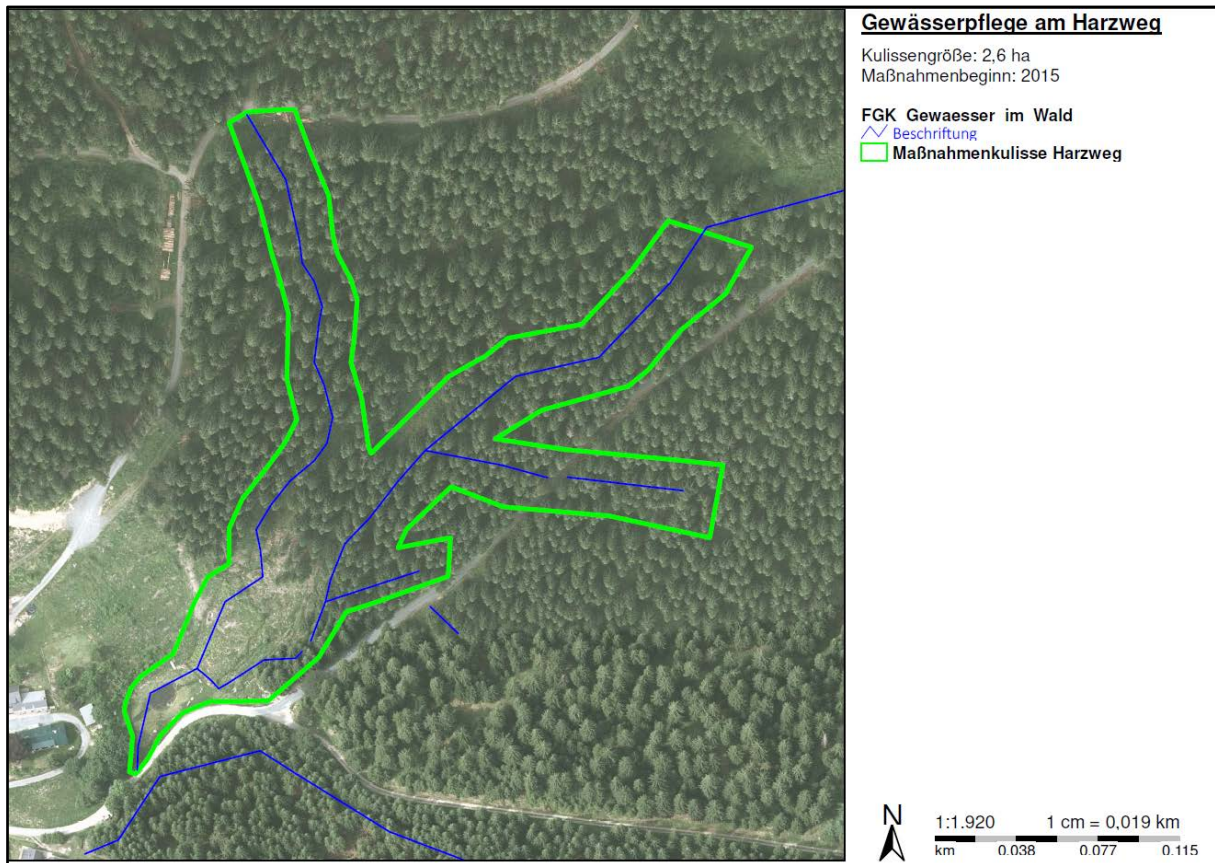 Gewässerpflege am Harzweg
Kulissengröße: 2,6 ha
Maßnahmenbeginn: 2015
FGK Gewaesser im Wald
Beschriftung
Maßnahmenkulisse Harzweg
N
1:1.920 1 cm = 0,019 km
km 0.038 0.077 0.115